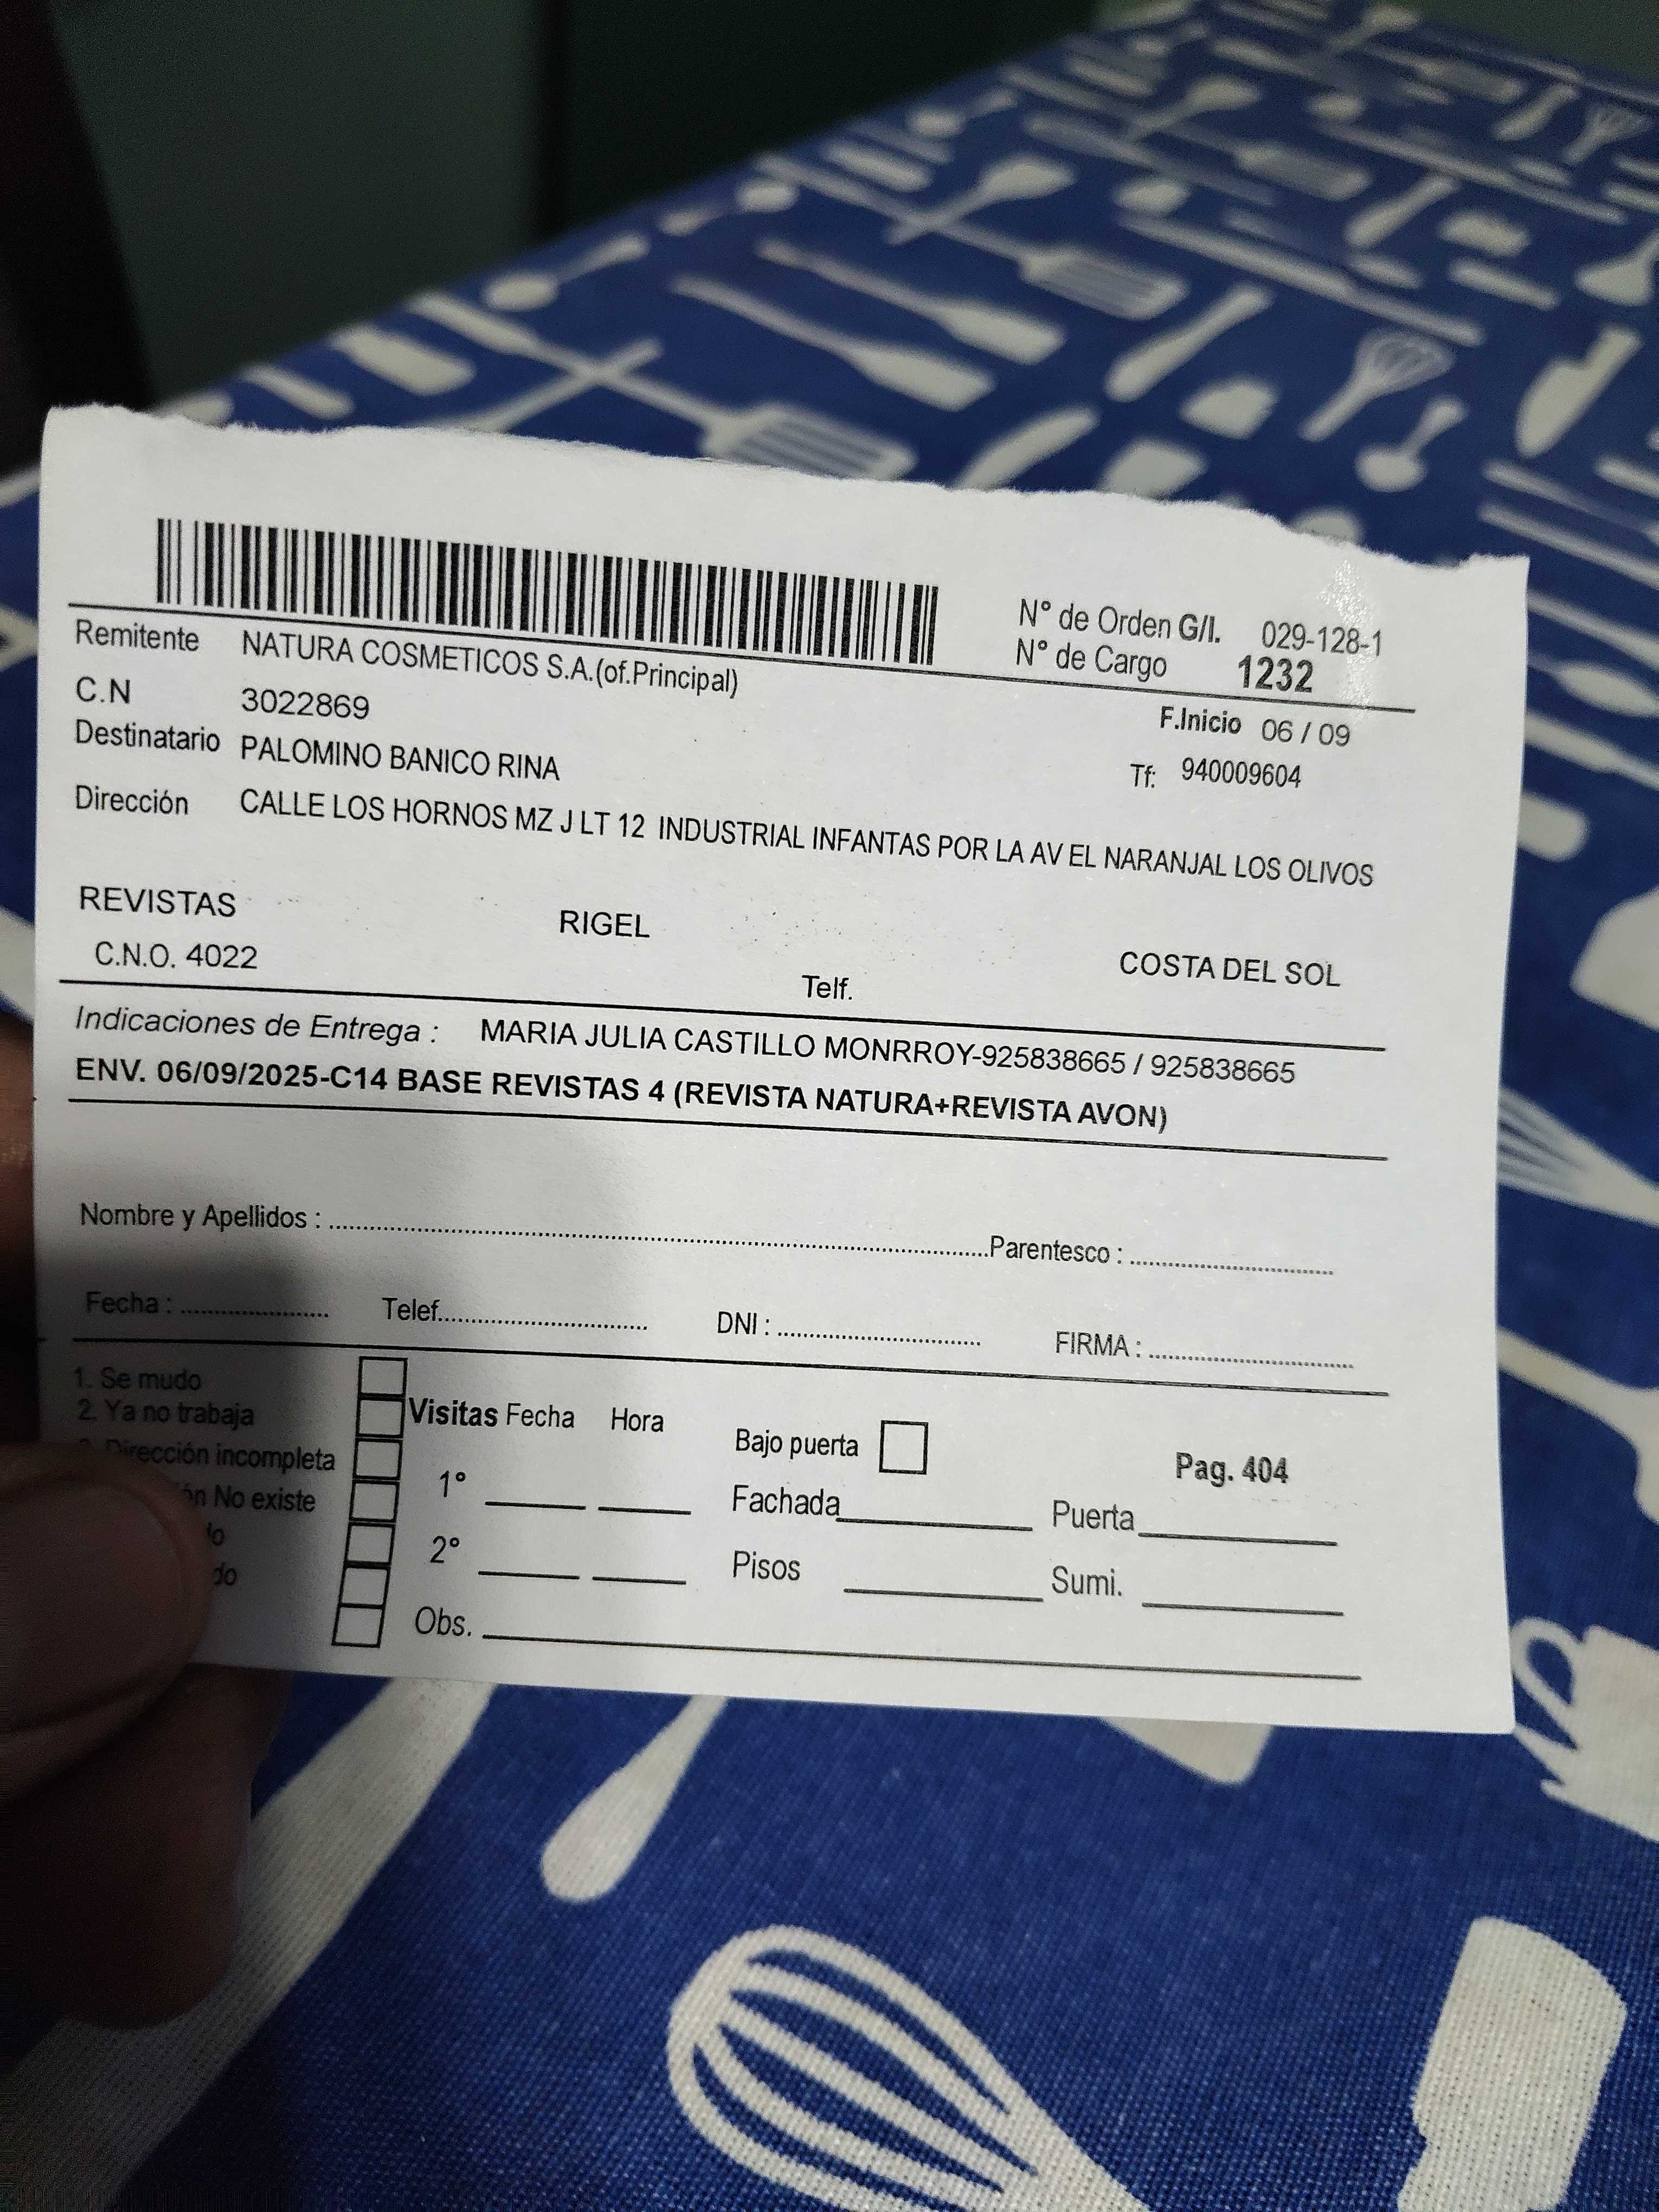 N° de Orden G/I. 029-128-1
N° de Cargo 1232
Remitente NATURA COSMETICOS S.A.(of.Principal)
C.N 3022869
F.Inicio 06 / 09
Destinatario PALOMINO BANICO RINA
Tf: 940009604
Dirección CALLE LOS HORNOS MZ J LT 12 INDUSTRIAL INFANTAS POR LA AV EL NARANJAL LOS OLIVOS
REVISTAS RIGEL COSTA DEL SOL
C.N.O. 4022 Telf.
Indicaciones de Entrega : MARIA JULIA CASTILLO MONRROY-925838665 / 925838665
ENV. 06/09/2025-C14 BASE REVISTAS 4 (REVISTA NATURA+REVISTA AVON)
Nombre y Apellidos : Parentesco :
Fecha : Telef. DNI : FIRMA :
1. Se mudo
2. Ya no trabaja
Dirección incompleta
No existe
Visitas Fecha Hora
1°
2°
Obs.
Bajo puerta
Pag. 404
Fachada Puerta
Pisos Sumi.